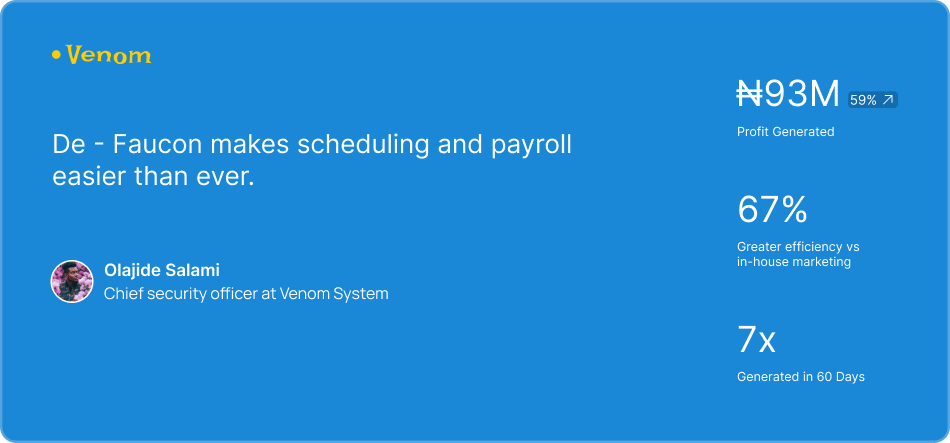 Venom
De - Faucon makes scheduling and payroll
easier than ever.
Olajide Salami
Chief security officer at Venom System
₦93M 59%
Profit Generated
67%
Greater efficiency vs
in-house marketing
7x
Generated in 60 Days